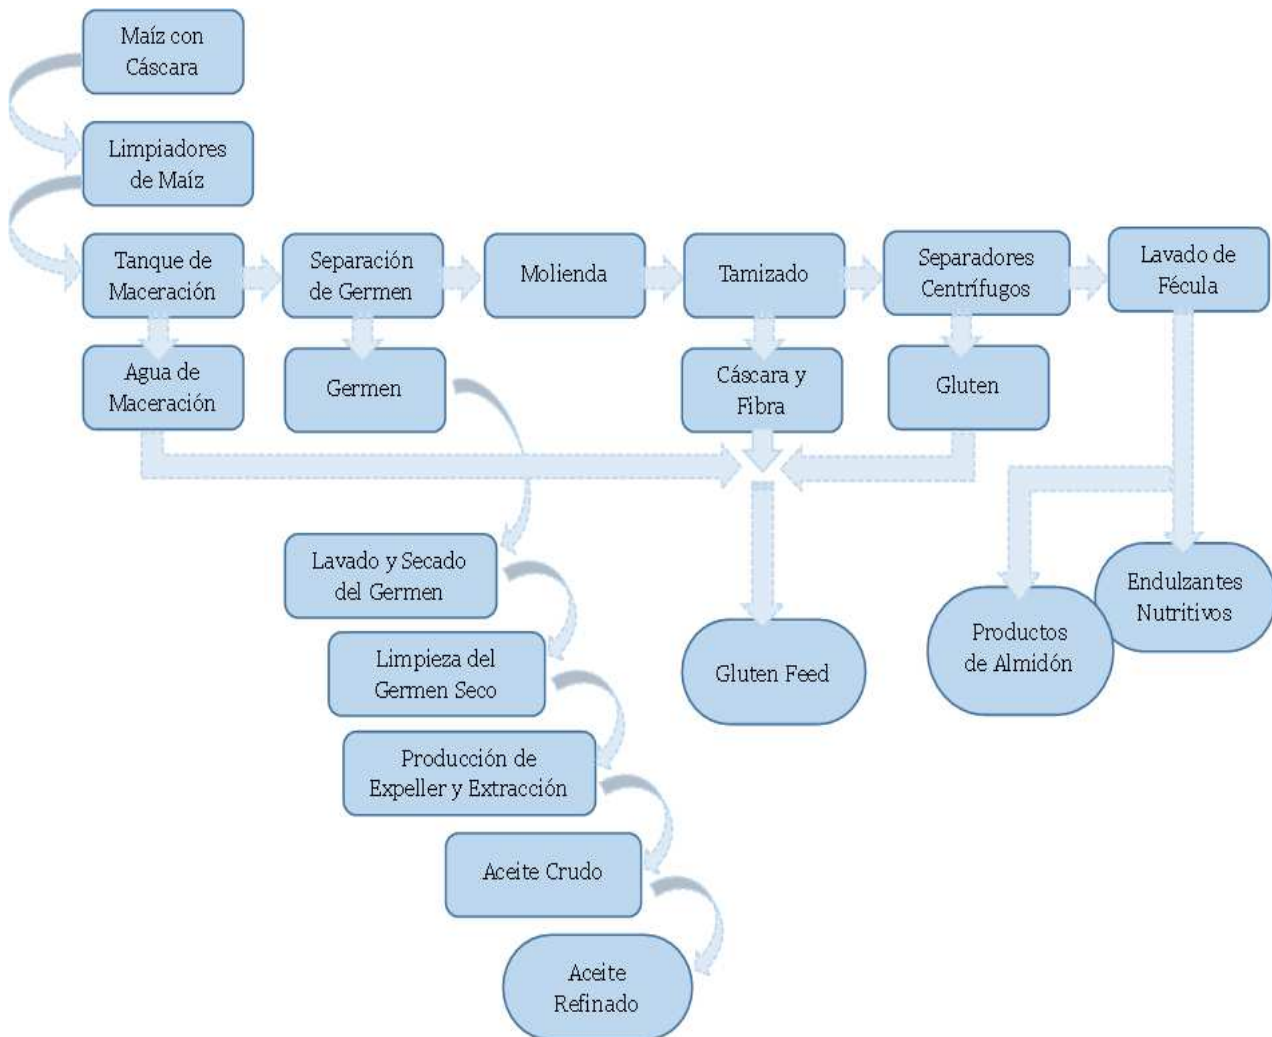 Maíz con
Cáscara
Limpiadores
de Maíz
Tanque de
Maceración
Separación
de Germen
Molienda
Tamizado
Separadores
Centrífugos
Lavado de
Fécula
Agua de
Maceración
Germen
Cáscara y
Fibra
Gluten
Lavado y Secado
del Germen
Limpieza del
Germen Seco
Producción de
Expeller y Extracción
Aceite Crudo
Aceite
Refinado
Gluten Feed
Productos
de Almidón
Endulzantes
Nutritivos